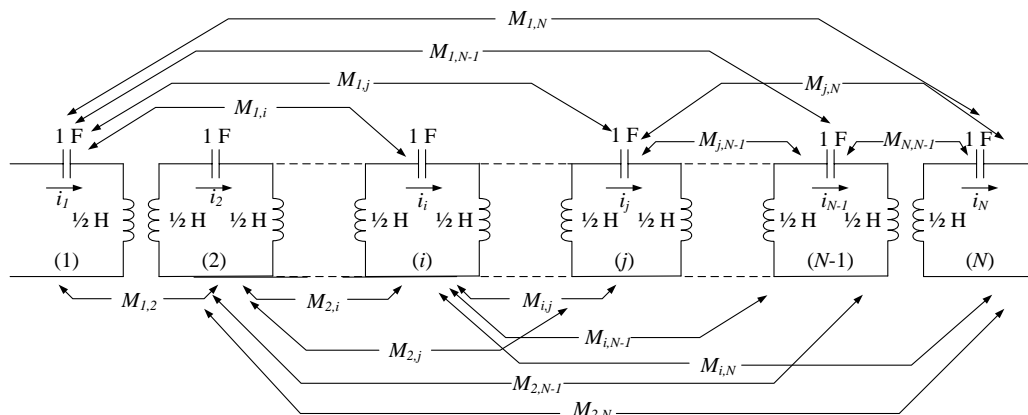 M1,N
M1,N-1
M1,j
Mj,N
M1,i
1 F 1 F 1 F 1 F 1 F 1 F
Mj,N-1 MN,N-1
i1 i2 ii ij iN-1 iN
½ H ½ H ½ H ½ H ½ H ½ H ½ H ½ H ½ H ½ H
(1) (2) (i) (j) (N-1) (N)
M1,2 M2,i Mi,j
Mi,N-1
M2,j
Mi,N
M2,N-1
M2,N